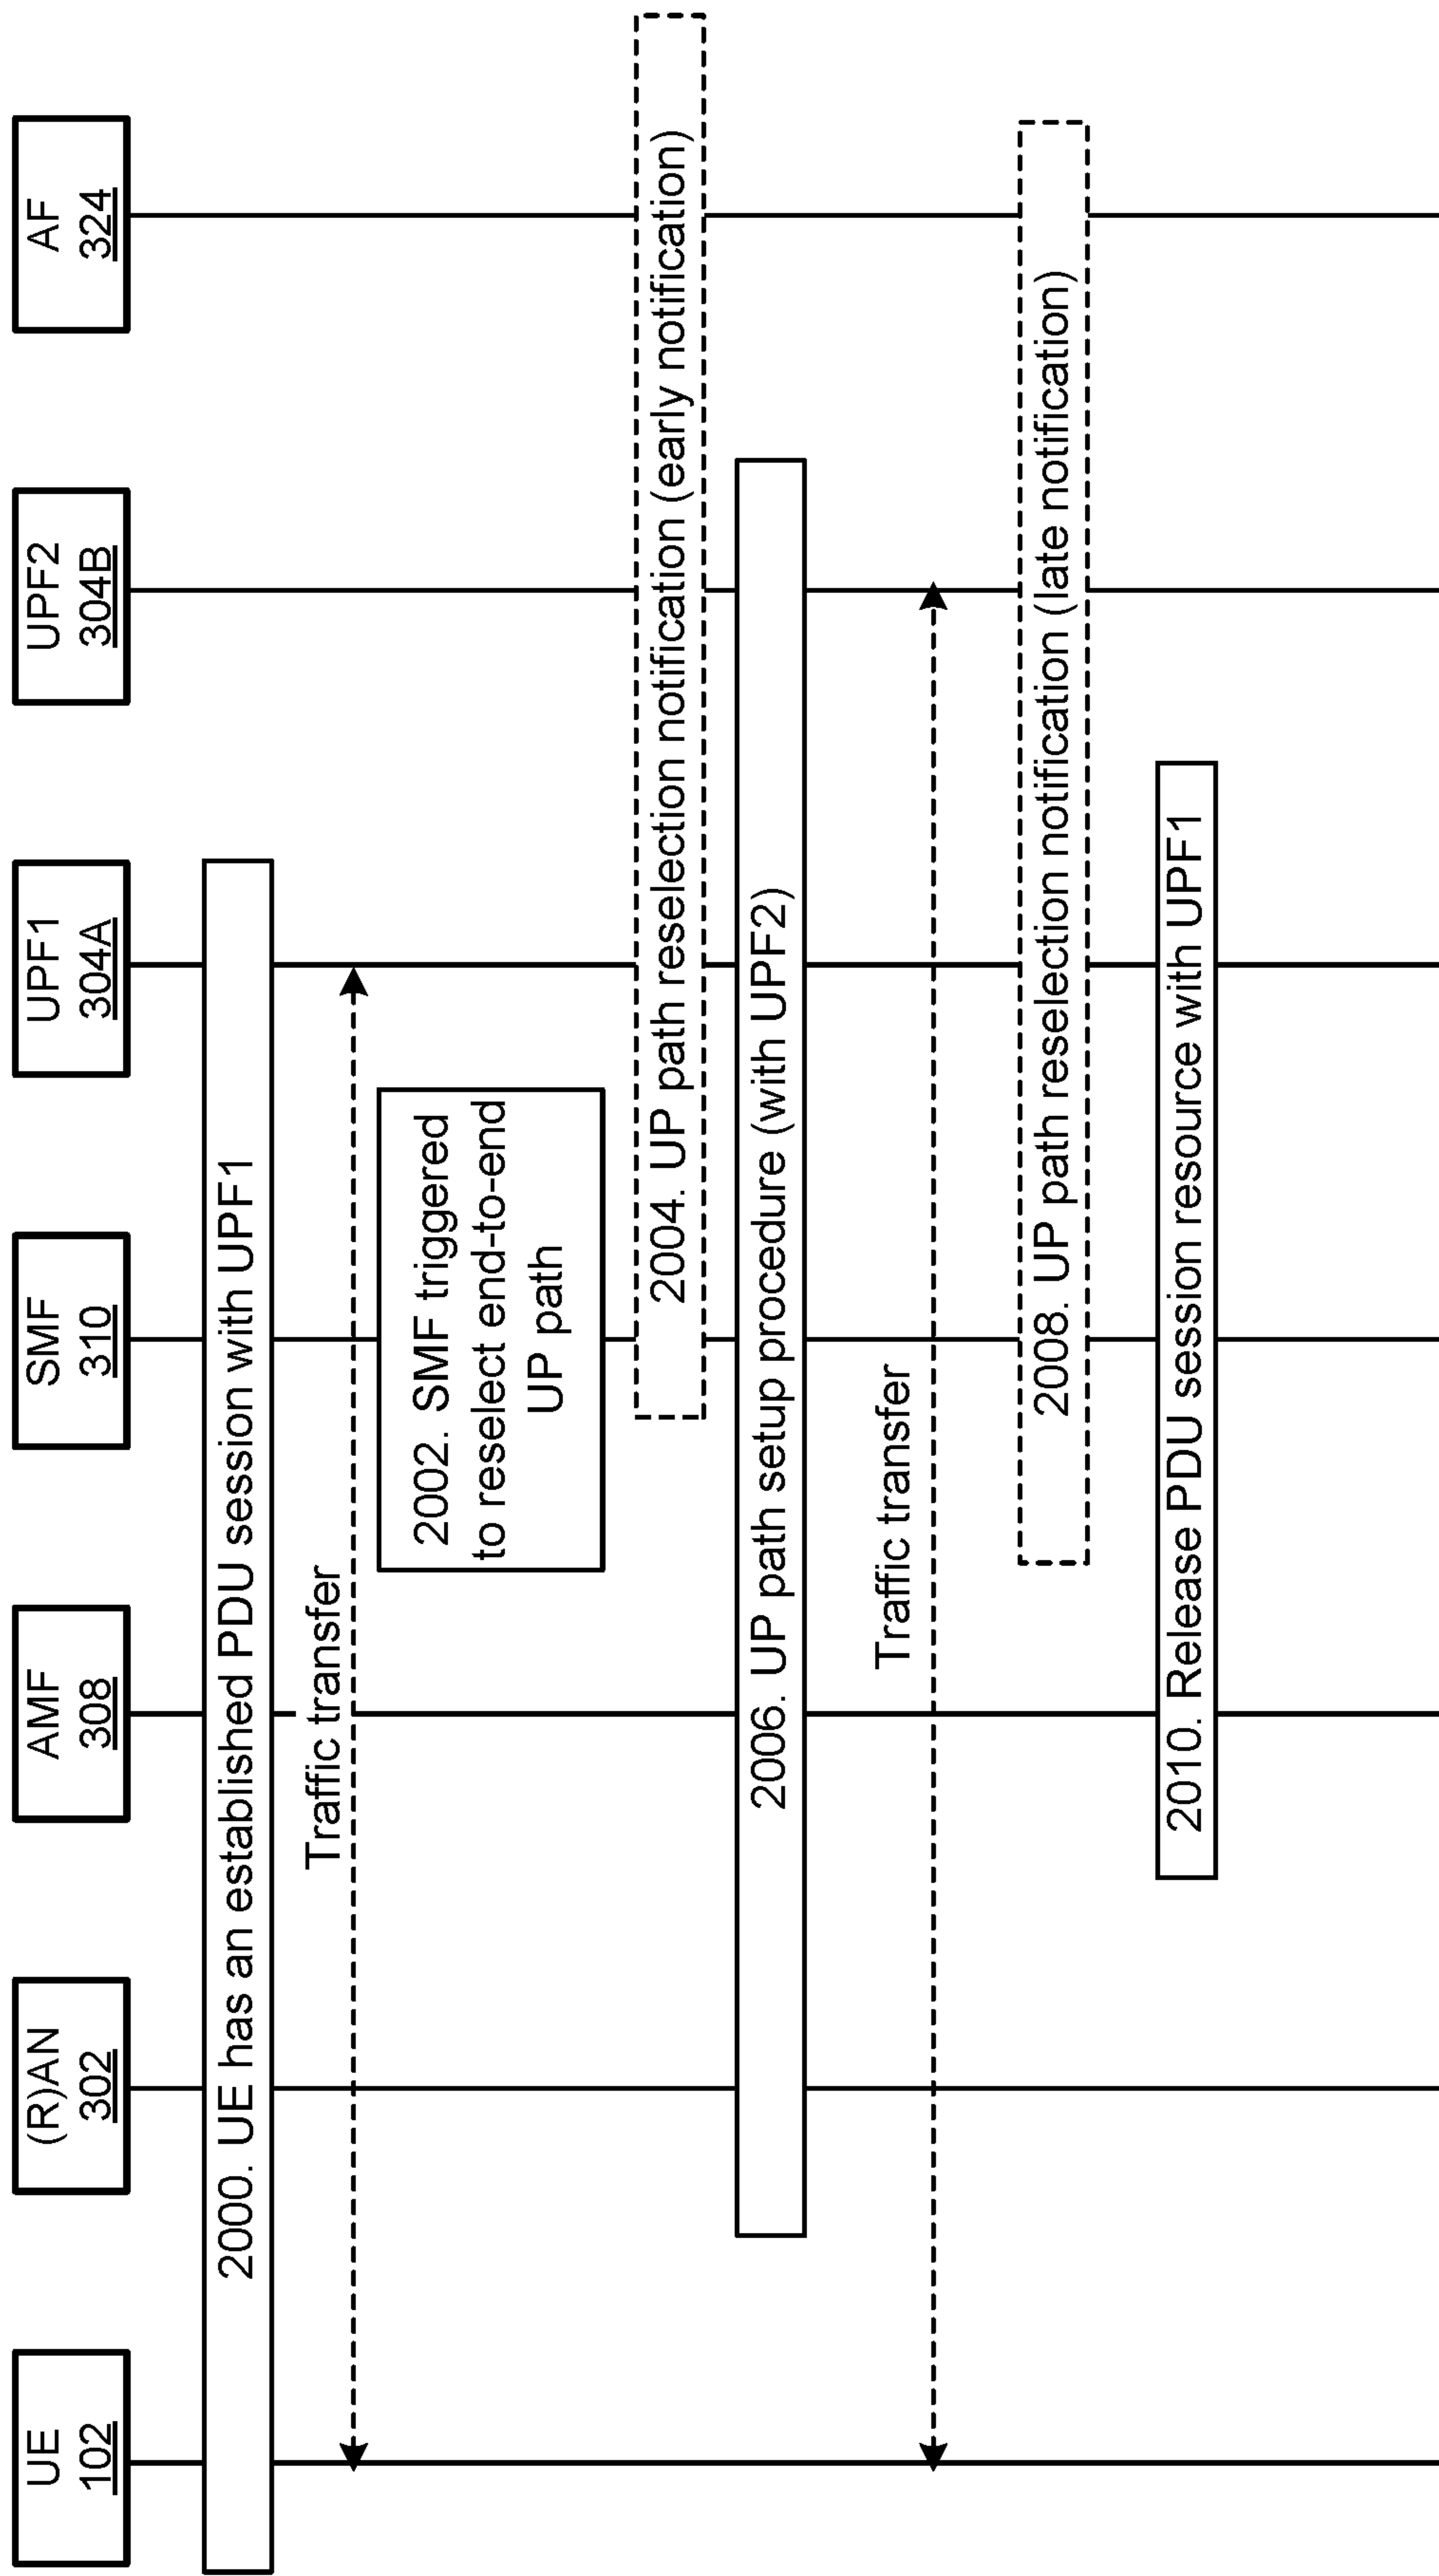 UE
102
(R)AN
302
AMF
308
SMF
310
UPF1
304A
UPF2
304B
AF
324
2000. UE has an established PDU session with UPF1
Traffic transfer
2002. SMF triggered
to reselect end-to-end
UP path
2004. UP path reselection notification (early notification)
2006. UP path setup procedure (with UPF2)
Traffic transfer
2008. UP path reselection notification (late notification)
2010. Release PDU session resource with UPF1